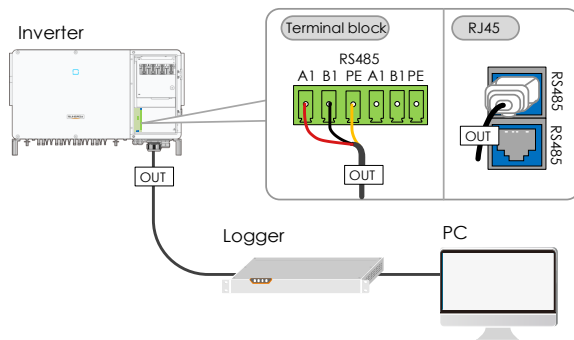 Inverter
Terminal block
RJ45
RS485
A1 B1 PE A1 B1 PE
RS485
RS485
OUT
OUT
OUT
Logger
PC